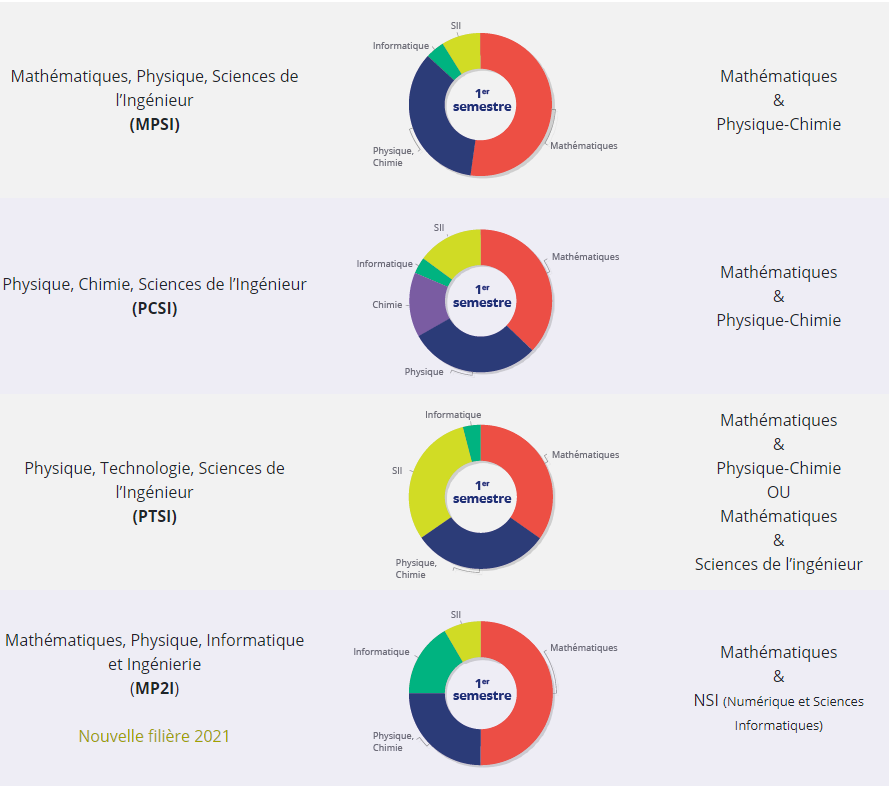 Mathématiques, Physique, Sciences de
l’Ingénieur
(MPSI)
SII
Informatique
1er
semestre
Physique,
Chimie
Mathématiques
Mathématiques
&
Physique-Chimie
Physique, Chimie, Sciences de l’Ingénieur
(PCSI)
SII
Mathématiques
Informatique
1er
semestre
Chimie
Physique
Mathématiques
&
Physique-Chimie
Physique, Technologie, Sciences de
l’Ingénieur
(PTSI)
Informatique
Mathématiques
SII
1er
semestre
Physique,
Chimie
Mathématiques
&
Physique-Chimie
OU
Mathématiques
&
Sciences de l’ingénieur
Mathématiques, Physique, Informatique
et Ingénierie
(MP2I)
Nouvelle filière 2021
SII
Mathématiques
Informatique
1er
semestre
Physique,
Chimie
Mathématiques
&
NSI (Numérique et Sciences
Informatiques)